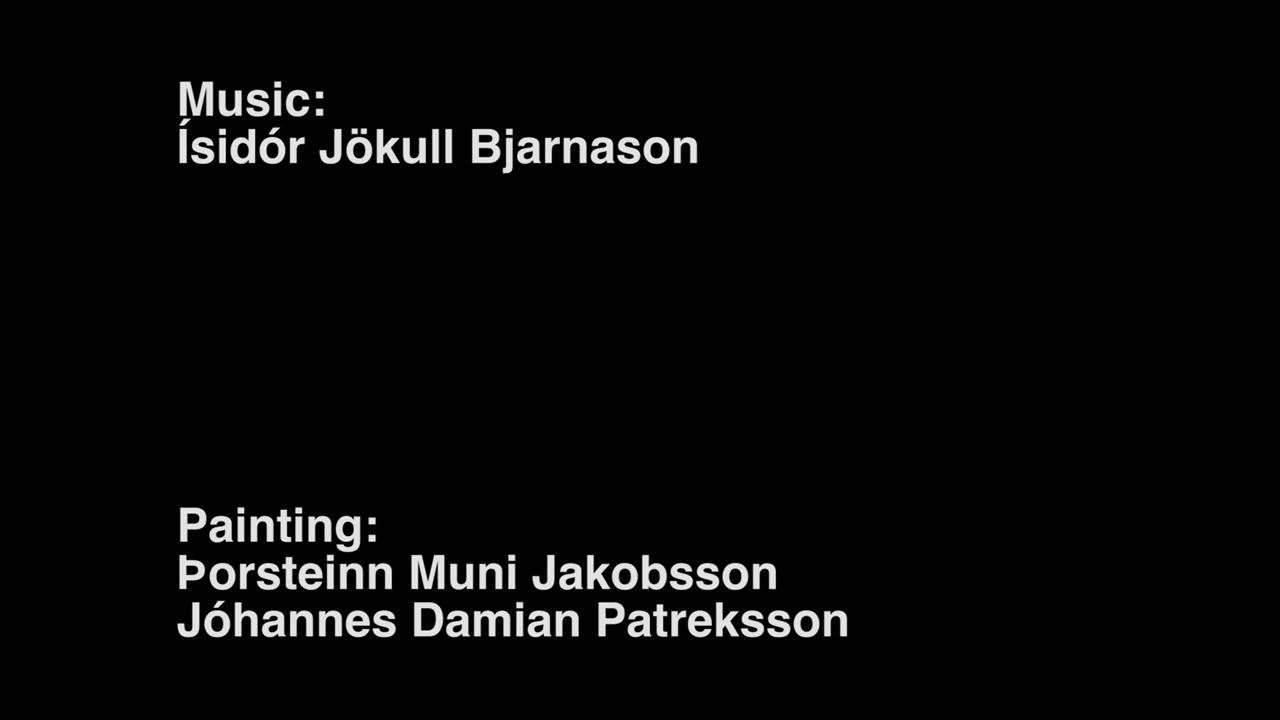 Music:
Ísidór Jökull Bjarnason
Painting:
Þorsteinn Muni Jakobsson
Jóhannes Damian Patreksson